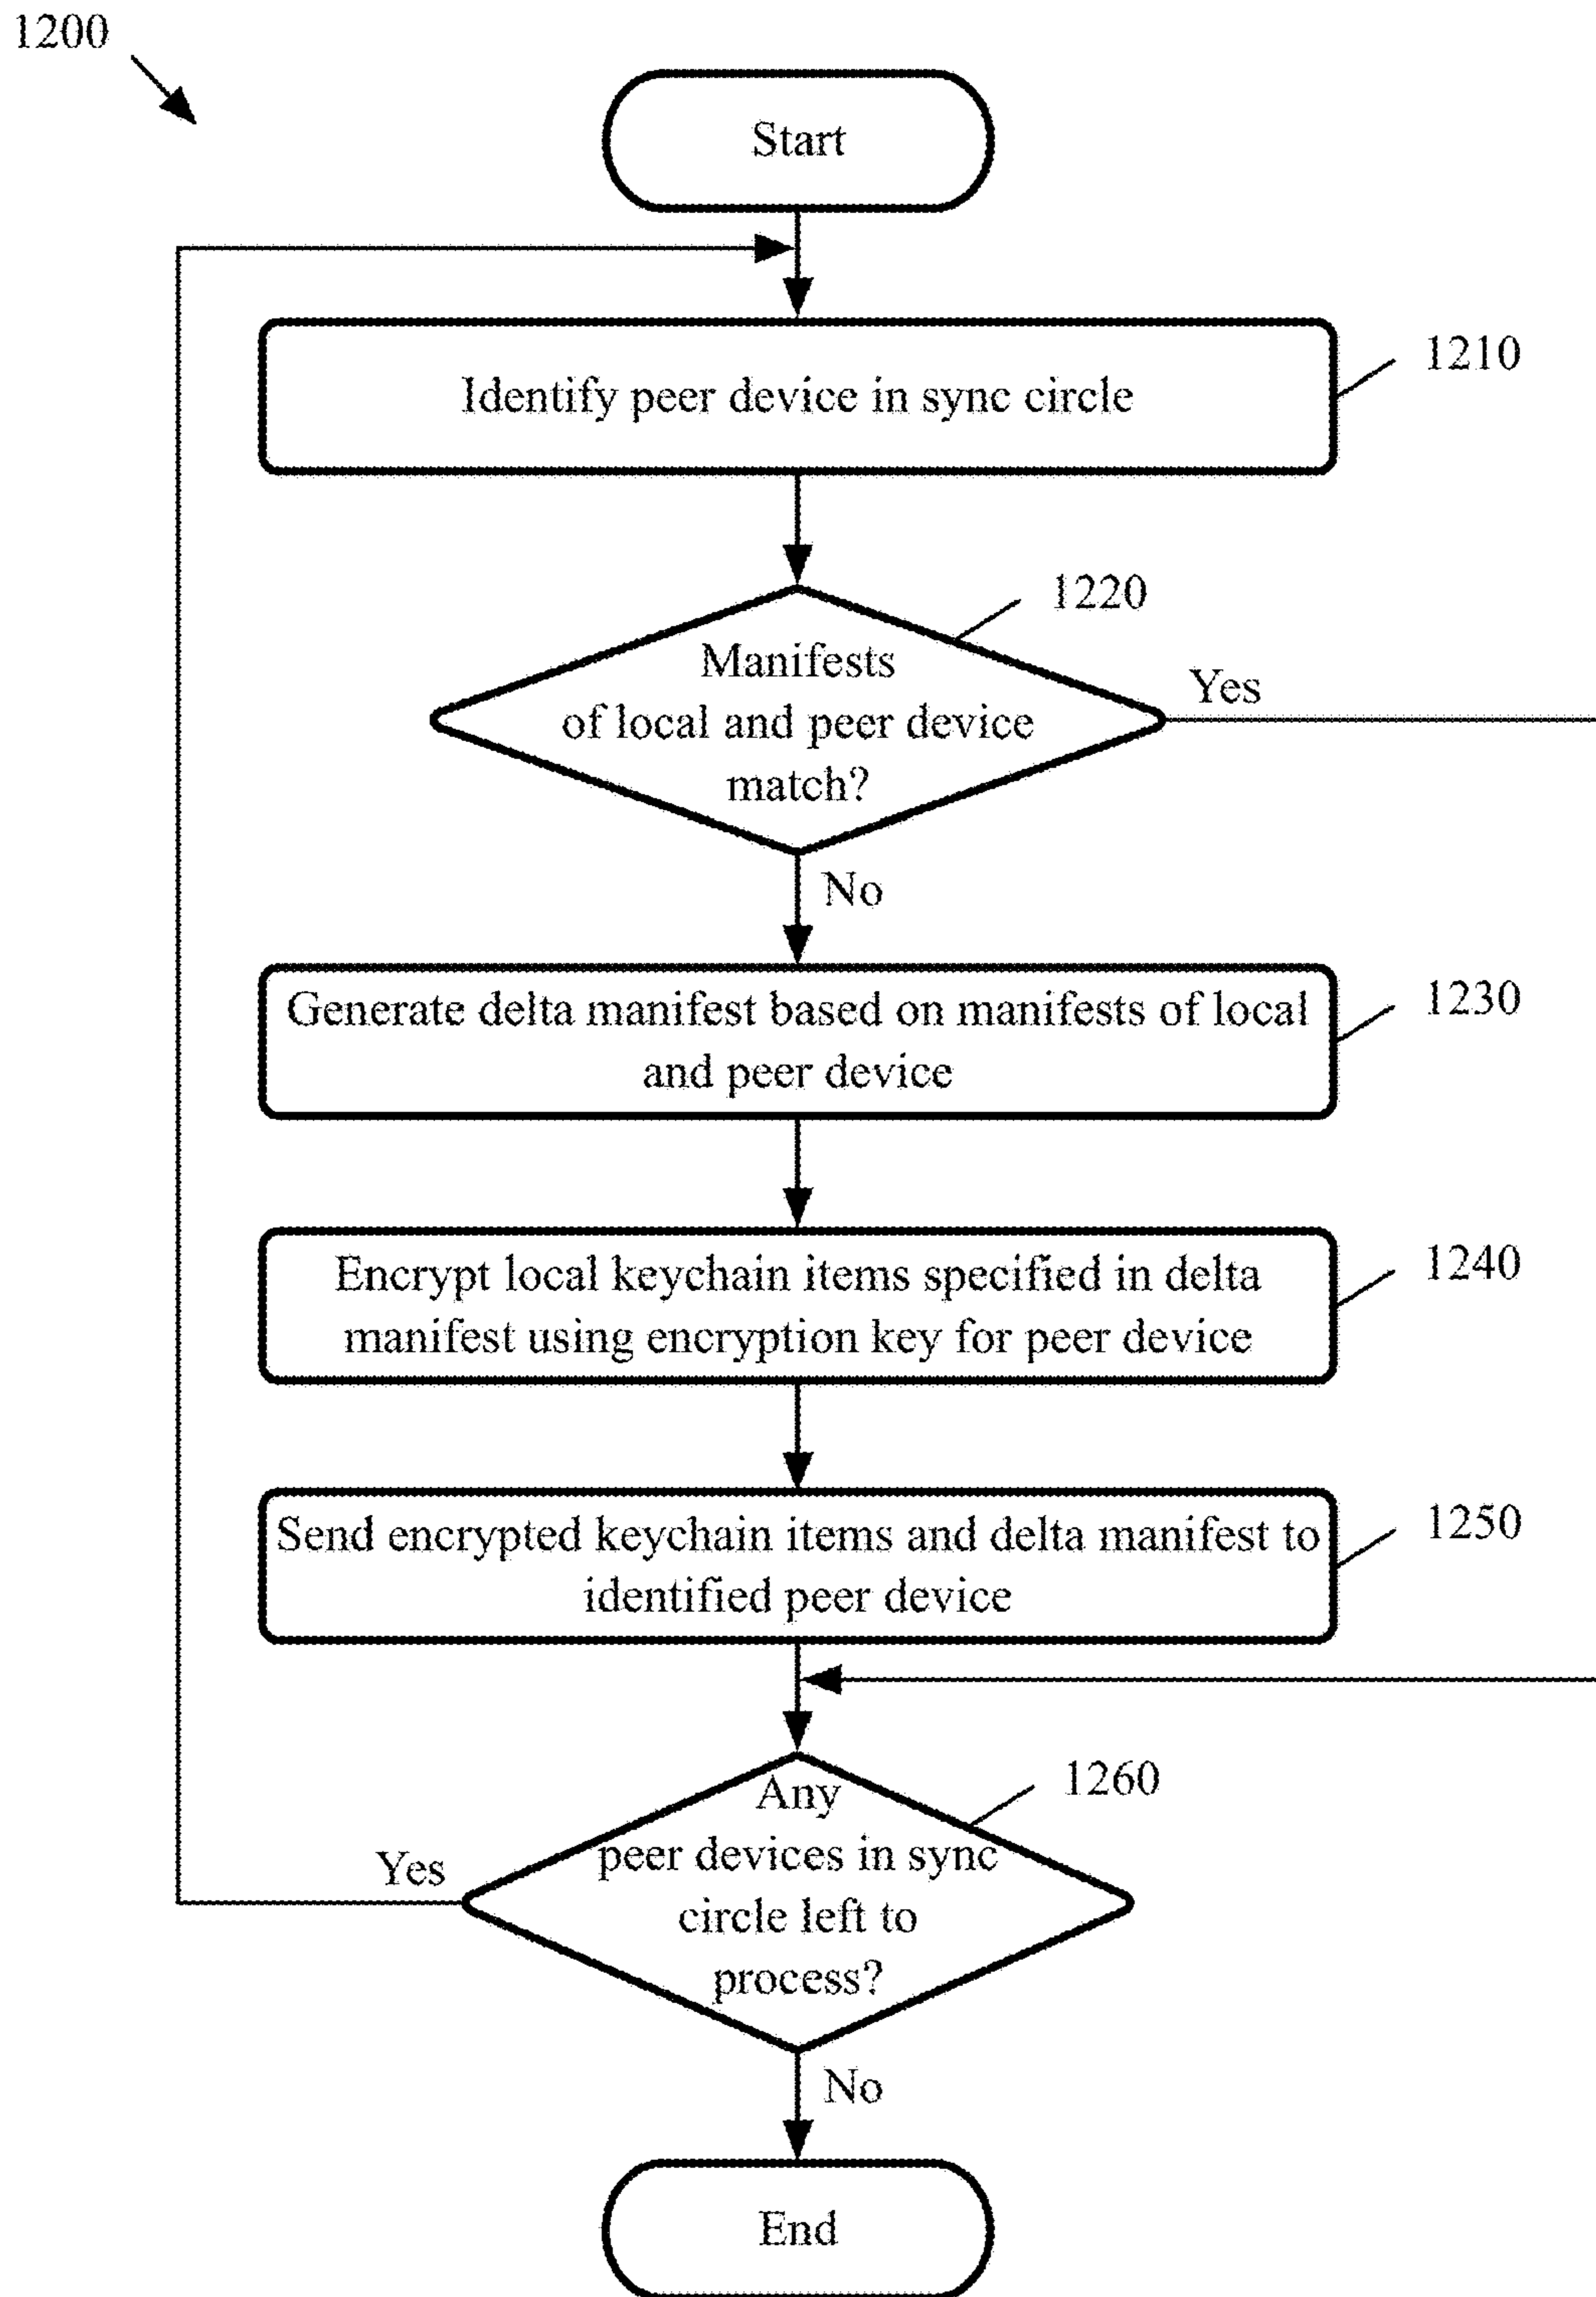 1200
Start
Identify peer device in sync circle
1210
1220
Manifests
of local and peer device
match?
Yes
No
Generate delta manifest based on manifests of local
and peer device
1230
Encrypt local keychain items specified in delta
manifest using encryption key for peer device
1240
Send encrypted keychain items and delta manifest to
identified peer device
1250
1260
Any
peer devices in sync
circle left to
process?
Yes
No
End